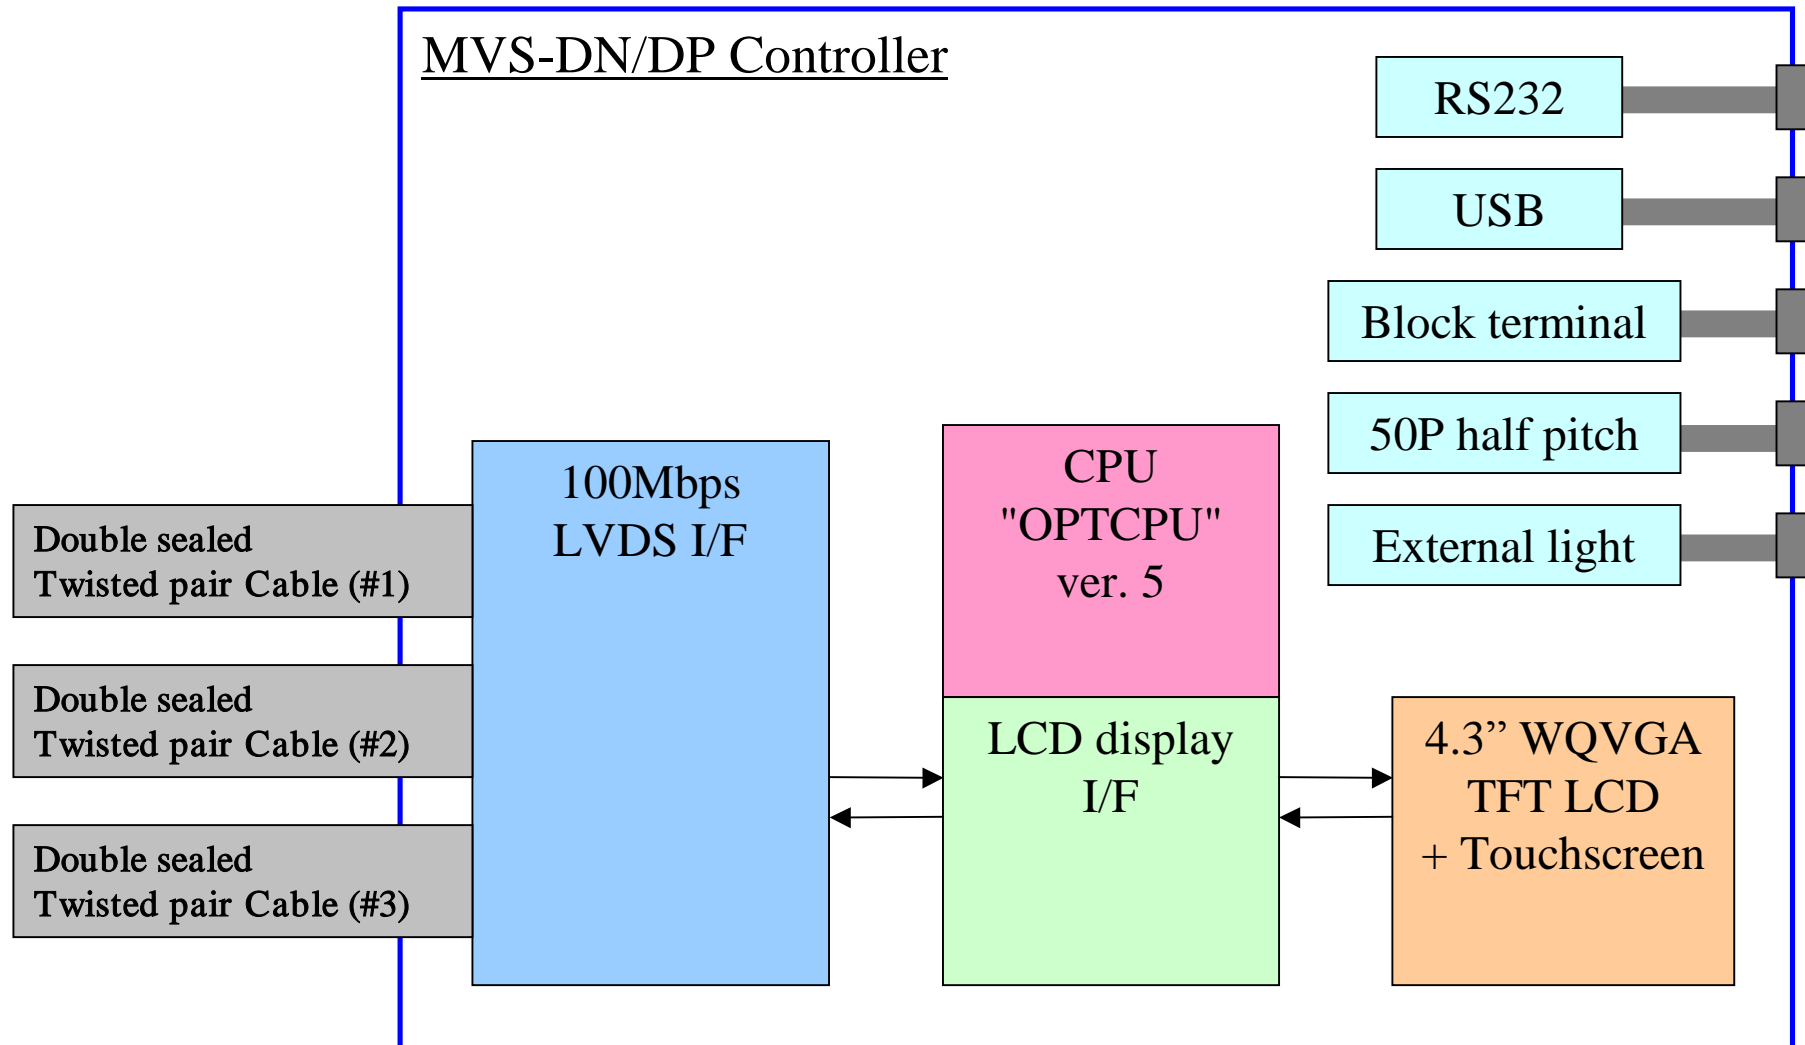 MVS-DN/DP Controller
RS232
USB
Block terminal
50P half pitch
External light
100Mbps
LVDS I/F
CPU
"OPTCPU"
ver. 5
Double sealed
Twisted pair Cable (#1)
Double sealed
Twisted pair Cable (#2)
Double sealed
Twisted pair Cable (#3)
LCD display
I/F
4.3” WQVGA
TFT LCD
+ Touchscreen